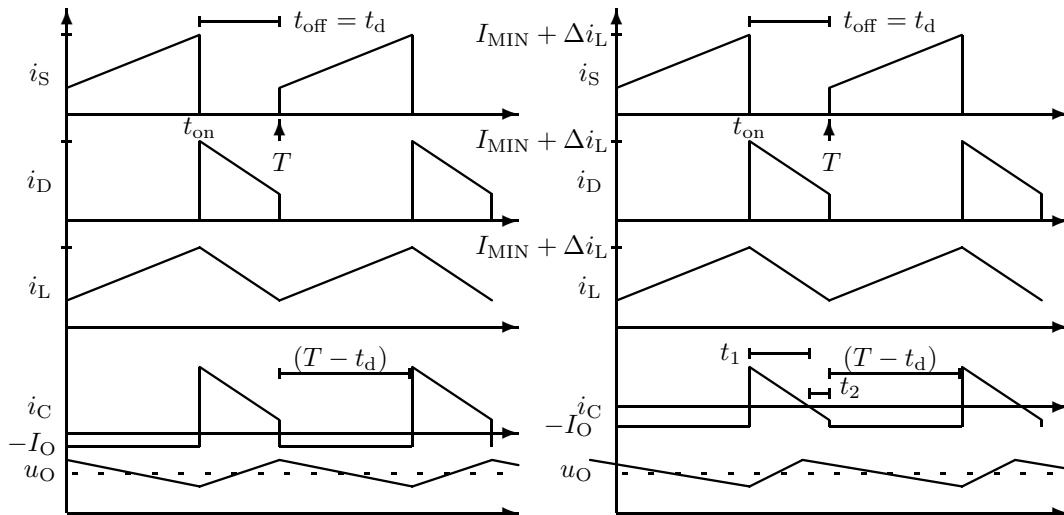 t_off = t_d
I_MIN + Δi_L
t_off = t_d
i_S
i_S
t_on
I_MIN + Δi_L
t_on
T
T
i_D
i_D
I_MIN + Δi_L
i_L
i_L
(T − t_d)
t_1
(T − t_d)
t_2
i_C
i_C
−I_O
−I_O
u_O
u_O